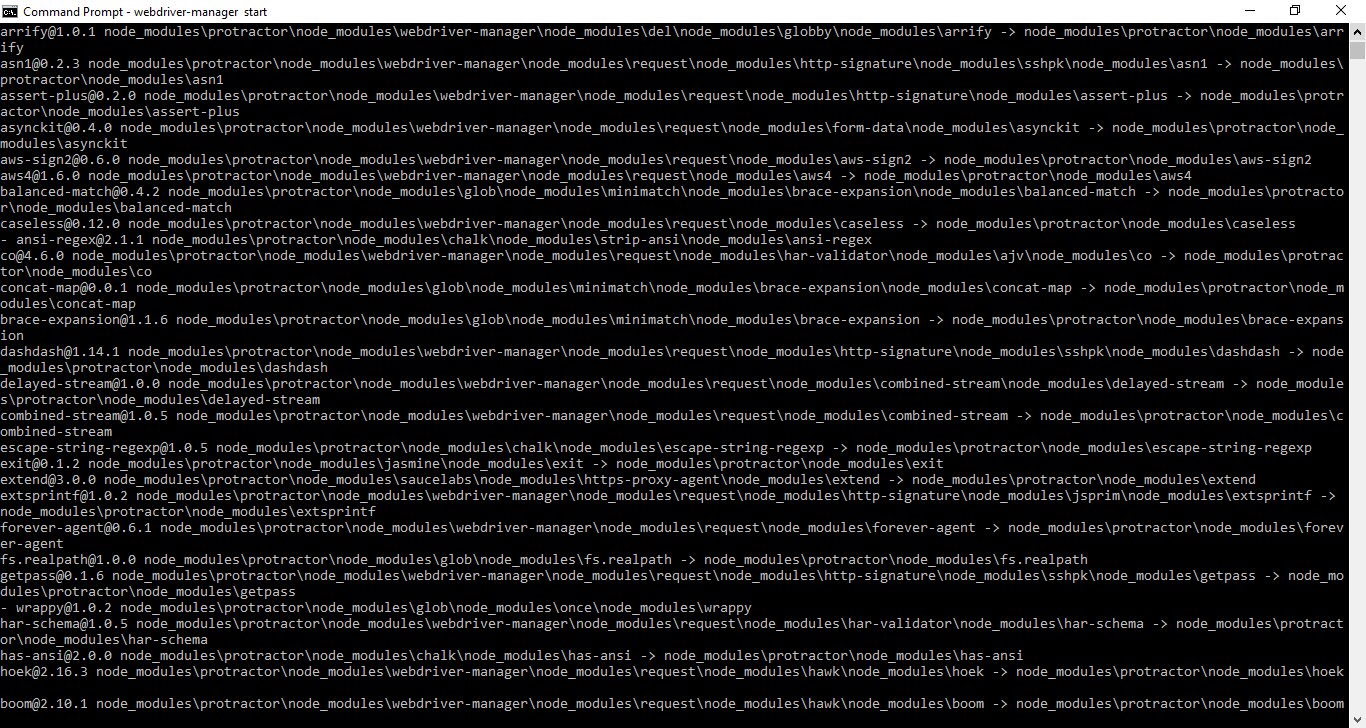 Command Prompt - webdriver-manager start
arrify@1.0.1 node_modules\protractor\node_modules\webdriver-manager\node_modules\del\node_modules\globby\node_modules\arrify -> node_modules\protractor\node_modules\arr
ify
asn1@0.2.3 node_modules\protractor\node_modules\webdriver-manager\node_modules\request\node_modules\http-signature\node_modules\sshpk\node_modules\asn1 -> node_modules\
protractor\node_modules\asn1
assert-plus@0.2.0 node_modules\protractor\node_modules\webdriver-manager\node_modules\request\node_modules\http-signature\node_modules\assert-plus -> node_modules\protr
actor\node_modules\assert-plus
asynckit@0.4.0 node_modules\protractor\node_modules\webdriver-manager\node_modules\request\node_modules\form-data\node_modules\asynckit -> node_modules\protractor\node_
modules\asynckit
aws-sign2@0.6.0 node_modules\protractor\node_modules\webdriver-manager\node_modules\request\node_modules\aws-sign2 -> node_modules\protractor\node_modules\aws-sign2
aws4@1.6.0 node_modules\protractor\node_modules\webdriver-manager\node_modules\request\node_modules\aws4 -> node_modules\protractor\node_modules\aws4
balanced-match@0.4.2 node_modules\protractor\node_modules\glob\node_modules\minimatch\node_modules\brace-expansion\node_modules\balanced-match -> node_modules\protracto
r\node_modules\balanced-match
caseless@0.12.0 node_modules\protractor\node_modules\webdriver-manager\node_modules\request\node_modules\caseless -> node_modules\protractor\node_modules\caseless
- ansi-regex@2.1.1 node_modules\protractor\node_modules\chalk\node_modules\strip-ansi\node_modules\ansi-regex
co@4.6.0 node_modules\protractor\node_modules\webdriver-manager\node_modules\request\node_modules\har-validator\node_modules\ajv\node_modules\co -> node_modules\protrac
tor\node_modules\co
concat-map@0.0.1 node_modules\protractor\node_modules\glob\node_modules\minimatch\node_modules\brace-expansion\node_modules\concat-map -> node_modules\protractor\node_m
odules\concat-map
brace-expansion@1.1.6 node_modules\protractor\node_modules\glob\node_modules\minimatch\node_modules\brace-expansion -> node_modules\protractor\node_modules\brace-expans
ion
dashdash@1.14.1 node_modules\protractor\node_modules\webdriver-manager\node_modules\request\node_modules\http-signature\node_modules\sshpk\node_modules\dashdash -> node
_modules\protractor\node_modules\dashdash
delayed-stream@1.0.0 node_modules\protractor\node_modules\webdriver-manager\node_modules\request\node_modules\combined-stream\node_modules\delayed-stream -> node_module
s\protractor\node_modules\delayed-stream
combined-stream@1.0.5 node_modules\protractor\node_modules\webdriver-manager\node_modules\request\node_modules\combined-stream -> node_modules\protractor\node_modules\c
ombined-stream
escape-string-regexp@1.0.5 node_modules\protractor\node_modules\chalk\node_modules\escape-string-regexp -> node_modules\protractor\node_modules\escape-string-regexp
exit@0.1.2 node_modules\protractor\node_modules\jasmine\node_modules\exit -> node_modules\protractor\node_modules\exit
extend@3.0.0 node_modules\protractor\node_modules\saucelabs\node_modules\https-proxy-agent\node_modules\extend -> node_modules\protractor\node_modules\extend
extsprintf@1.0.2 node_modules\protractor\node_modules\webdriver-manager\node_modules\request\node_modules\http-signature\node_modules\jsprim\node_modules\extsprintf ->
node_modules\protractor\node_modules\extsprintf
forever-agent@0.6.1 node_modules\protractor\node_modules\webdriver-manager\node_modules\request\node_modules\forever-agent -> node_modules\protractor\node_modules\forev
er-agent
fs.realpath@1.0.0 node_modules\protractor\node_modules\glob\node_modules\fs.realpath -> node_modules\protractor\node_modules\fs.realpath
getpass@0.1.6 node_modules\protractor\node_modules\webdriver-manager\node_modules\request\node_modules\http-signature\node_modules\sshpk\node_modules\getpass -> node_mo
dules\protractor\node_modules\getpass
- wrappy@1.0.2 node_modules\protractor\node_modules\glob\node_modules\once\node_modules\wrappy
har-schema@1.0.5 node_modules\protractor\node_modules\webdriver-manager\node_modules\request\node_modules\har-validator\node_modules\har-schema -> node_modules\protract
or\node_modules\har-schema
has-ansi@2.0.0 node_modules\protractor\node_modules\chalk\node_modules\has-ansi -> node_modules\protractor\node_modules\has-ansi
hoek@2.16.3 node_modules\protractor\node_modules\webdriver-manager\node_modules\request\node_modules\hawk\node_modules\hoek -> node_modules\protractor\node_modules\hoek
boom@2.10.1 node_modules\protractor\node_modules\webdriver-manager\node_modules\request\node_modules\hawk\node_modules\boom -> node_modules\protractor\node_modules\boom